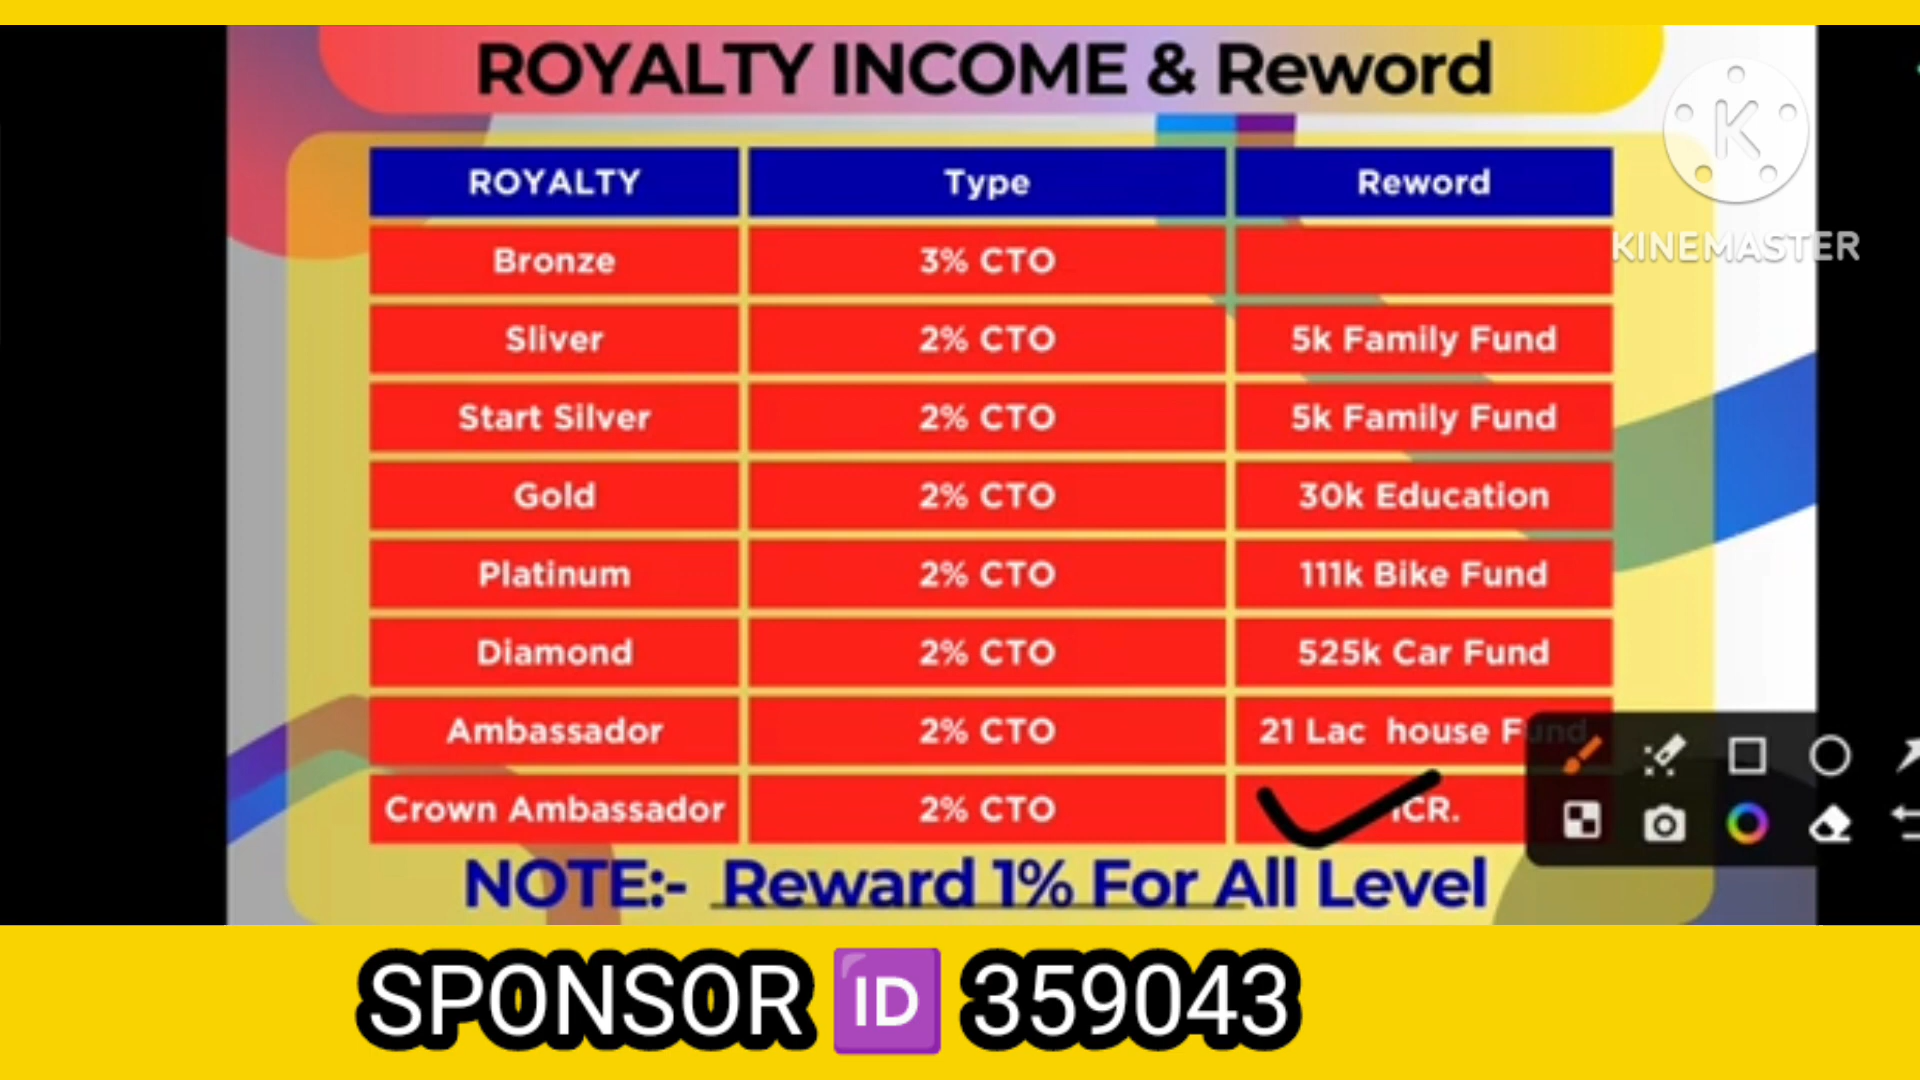 ROYALTY INCOME & Reword
K
KINEMASTER
ROYALTY Type Reword
Bronze 3% CTO
Sliver 2% CTO 5k Family Fund
Start Silver 2% CTO 5k Family Fund
Gold 2% CTO 30k Education
Platinum 2% CTO 111k Bike Fund
Diamond 2% CTO 525k Car Fund
Ambassador 2% CTO 21 Lac house Fund
Crown Ambassador 2% CTO 1CR.
NOTE:- Reward 1% For All Level
SPONSOR 🆔 359043